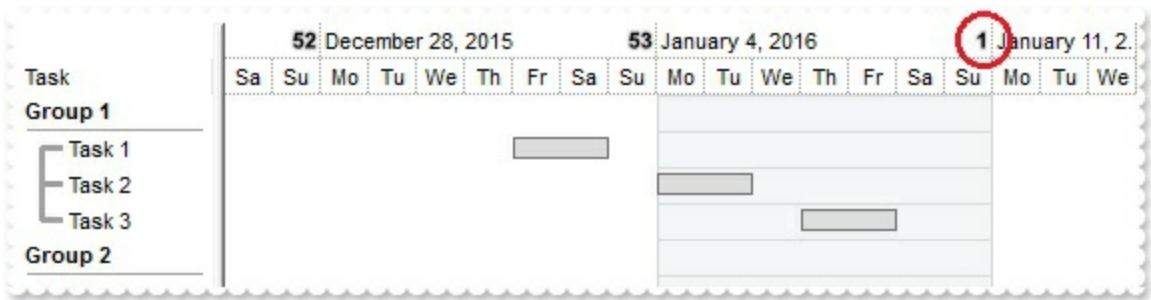 52 December 28, 2015 53 January 4, 2016 1 January 11, 2.
Task Sa Su Mo Tu We Th Fr Sa Su Mo Tu We Th Fr Sa Su Mo Tu We
Group 1
Task 1
Task 2
Task 3
Group 2